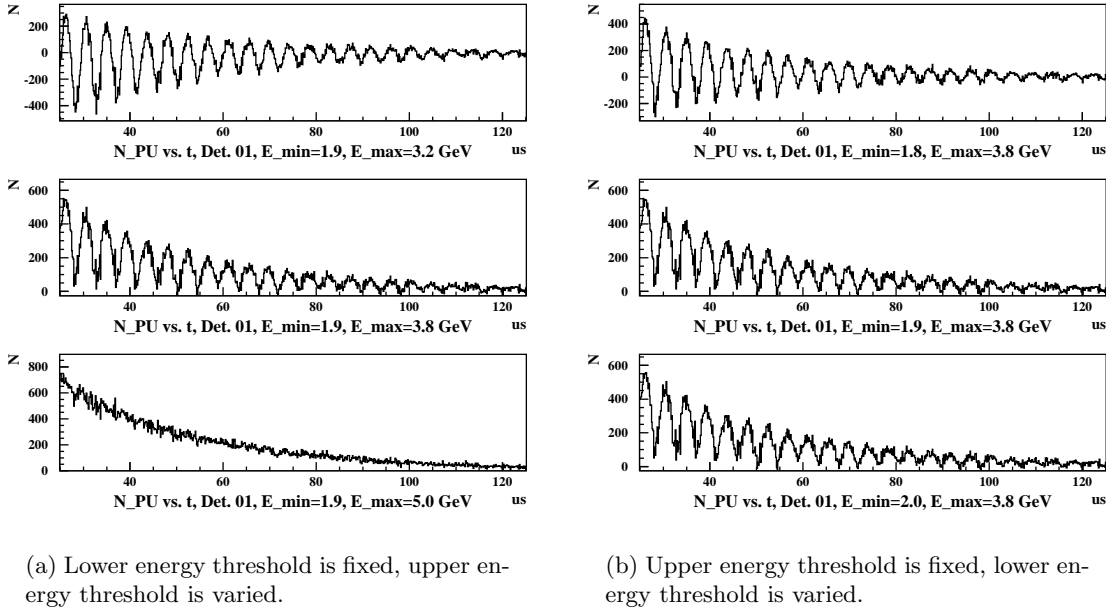 N
200
0
-200
-400
40
60
80
100
120
N_PU vs. t, Det. 01, E_min=1.9, E_max=3.2 GeV
us
N
600
400
200
0
40
60
80
100
120
N_PU vs. t, Det. 01, E_min=1.9, E_max=3.8 GeV
us
N
800
600
400
200
0
40
60
80
100
120
N_PU vs. t, Det. 01, E_min=1.9, E_max=5.0 GeV
us
(a) Lower energy threshold is fixed, upper en-
ergy threshold is varied.
N
400
200
0
-200
40
60
80
100
120
N_PU vs. t, Det. 01, E_min=1.8, E_max=3.8 GeV
us
N
600
400
200
0
40
60
80
100
120
N_PU vs. t, Det. 01, E_min=1.9, E_max=3.8 GeV
us
N
600
400
200
0
40
60
80
100
120
N_PU vs. t, Det. 01, E_min=2.0, E_max=3.8 GeV
us
(b) Upper energy threshold is fixed, lower en-
ergy threshold is varied.